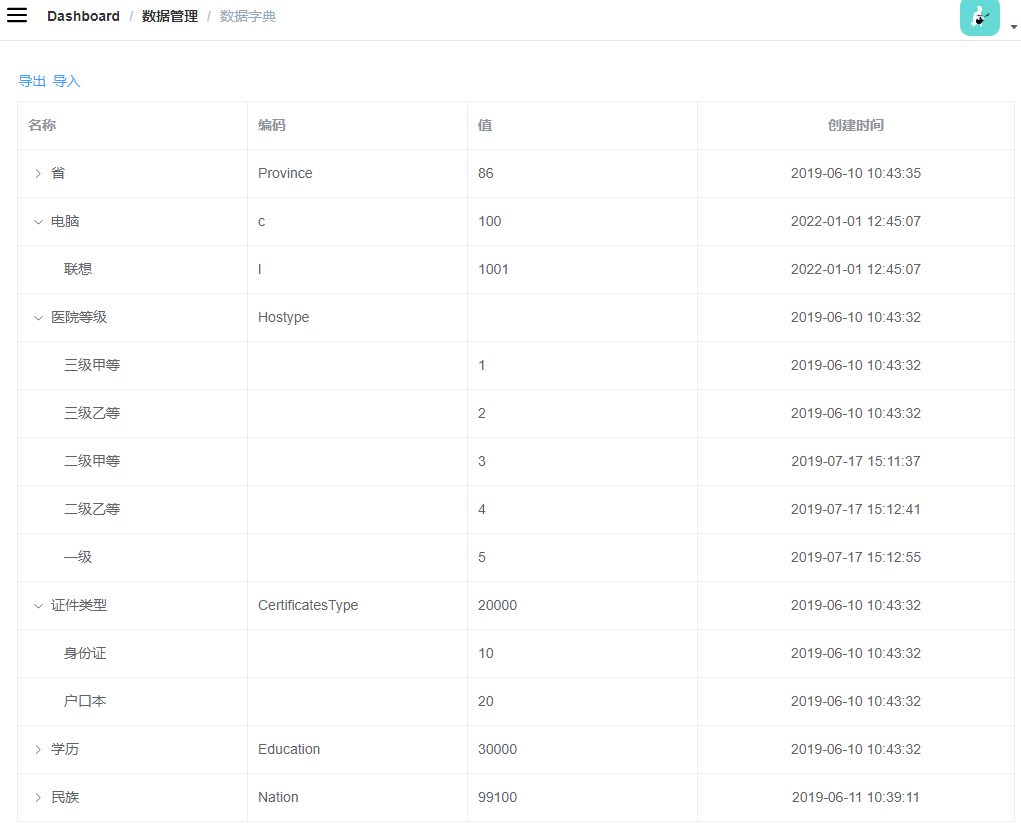 Dashboard / 数据管理 / 数据字典
导出 导入
名称 编码 值 创建时间
省 Province 86 2019-06-10 10:43:35
电脑 c 100 2022-01-01 12:45:07
联想 l 1001 2022-01-01 12:45:07
医院等级 Hostype 2019-06-10 10:43:32
三级甲等 1 2019-06-10 10:43:32
三级乙等 2 2019-06-10 10:43:32
二级甲等 3 2019-07-17 15:11:37
二级乙等 4 2019-07-17 15:12:41
一级 5 2019-07-17 15:12:55
证件类型 CertificatesType 20000 2019-06-10 10:43:32
身份证 10 2019-06-10 10:43:32
户口本 20 2019-06-10 10:43:32
学历 Education 30000 2019-06-10 10:43:32
民族 Nation 99100 2019-06-11 10:39:11